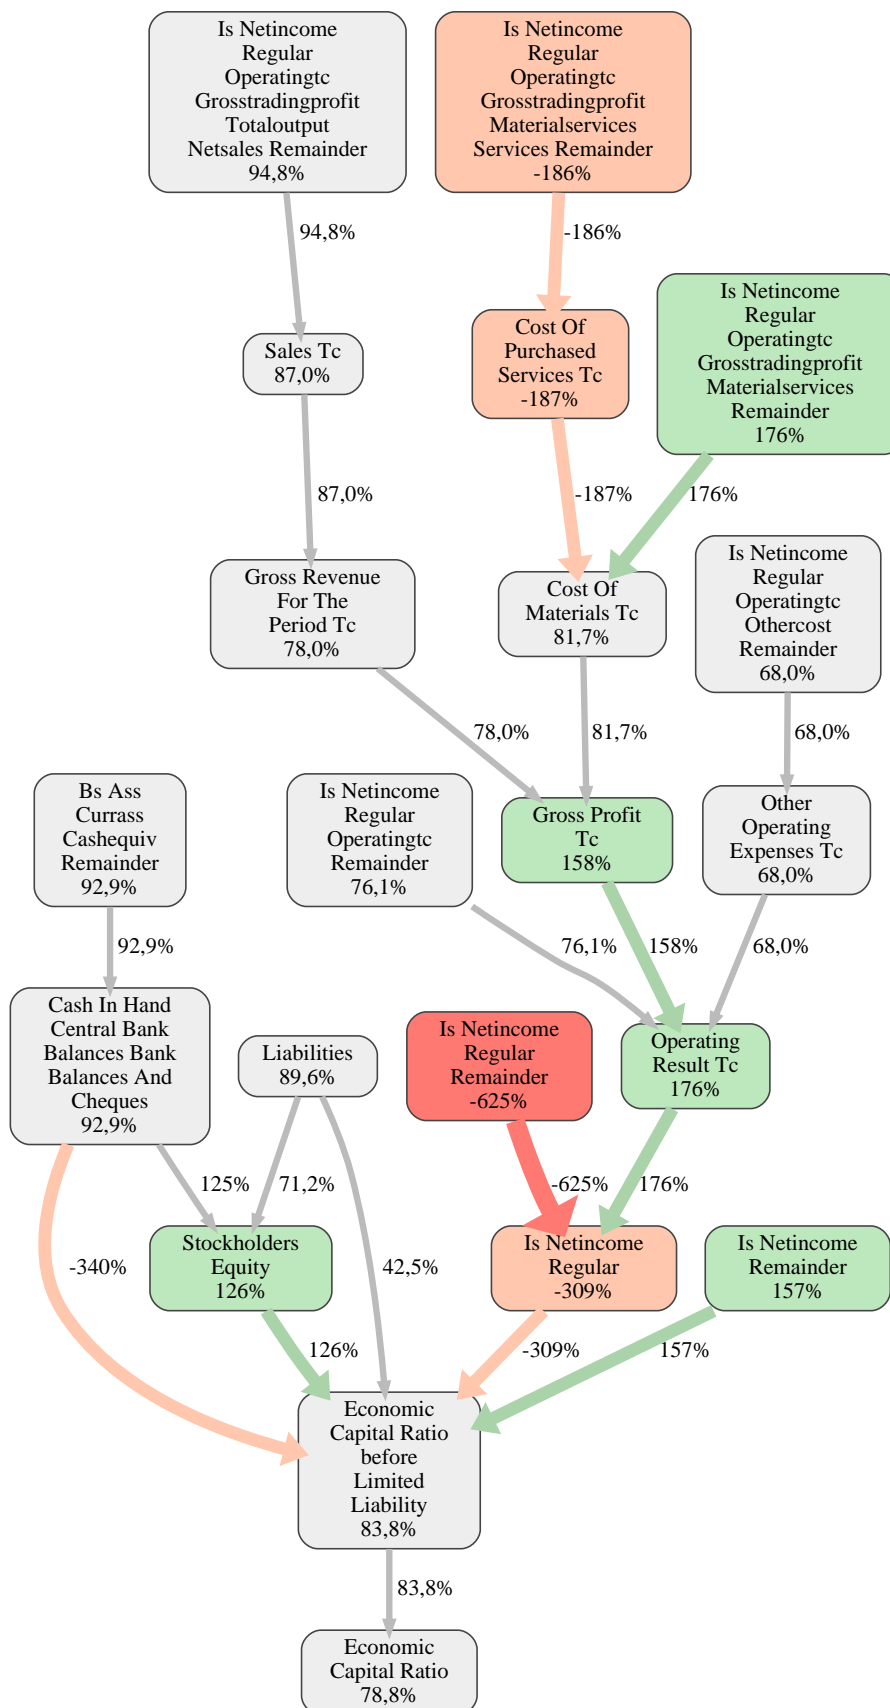 Is Netincome
Regular
Operatingtc
Grosstradingprofit
Totaloutput
Netsales Remainder
94,8%
Is Netincome
Regular
Operatingtc
Grosstradingprofit
Materialservices
Services Remainder
-186%
94,8%
-186%
Is Netincome
Regular
Operatingtc
Grosstradingprofit
Materialservices
Remainder
176%
Sales Tc
87,0%
Cost Of
Purchased
Services Tc
-187%
87,0%
-187%
176%
Gross Revenue
For The
Period Tc
78,0%
Cost Of
Materials Tc
81,7%
Is Netincome
Regular
Operatingtc
Othercost
Remainder
68,0%
78,0%
81,7%
68,0%
Bs Ass
Currass
Cashequiv
Remainder
92,9%
Is Netincome
Regular
Operatingtc
Remainder
76,1%
Gross Profit
Tc
158%
Other
Operating
Expenses Tc
68,0%
92,9%
76,1%
158%
68,0%
Cash In Hand
Central Bank
Balances Bank
Balances And
Cheques
92,9%
Liabilities
89,6%
Is Netincome
Regular
Remainder
-625%
Operating
Result Tc
176%
125%
71,2%
-625%
176%
-340%
Stockholders
Equity
126%
42,5%
Is Netincome
Regular
-309%
Is Netincome
Remainder
157%
126%
-309%
157%
Economic
Capital Ratio
before
Limited
Liability
83,8%
83,8%
Economic
Capital Ratio
78,8%